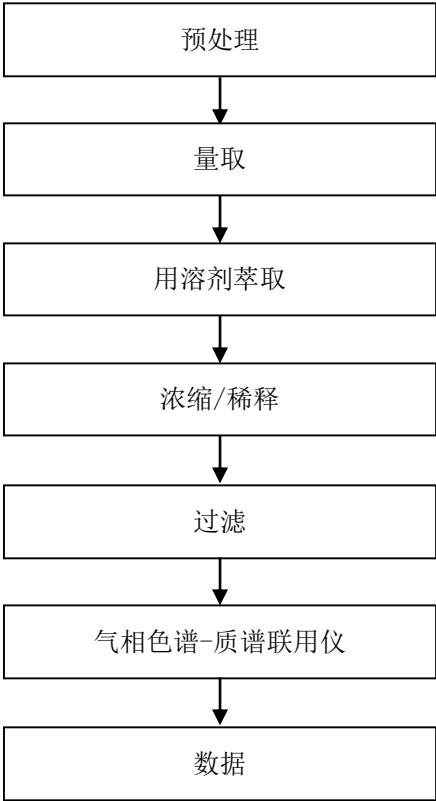 预处理
量取
用溶剂萃取
浓缩/稀释
过滤
气相色谱-质谱联用仪
数据